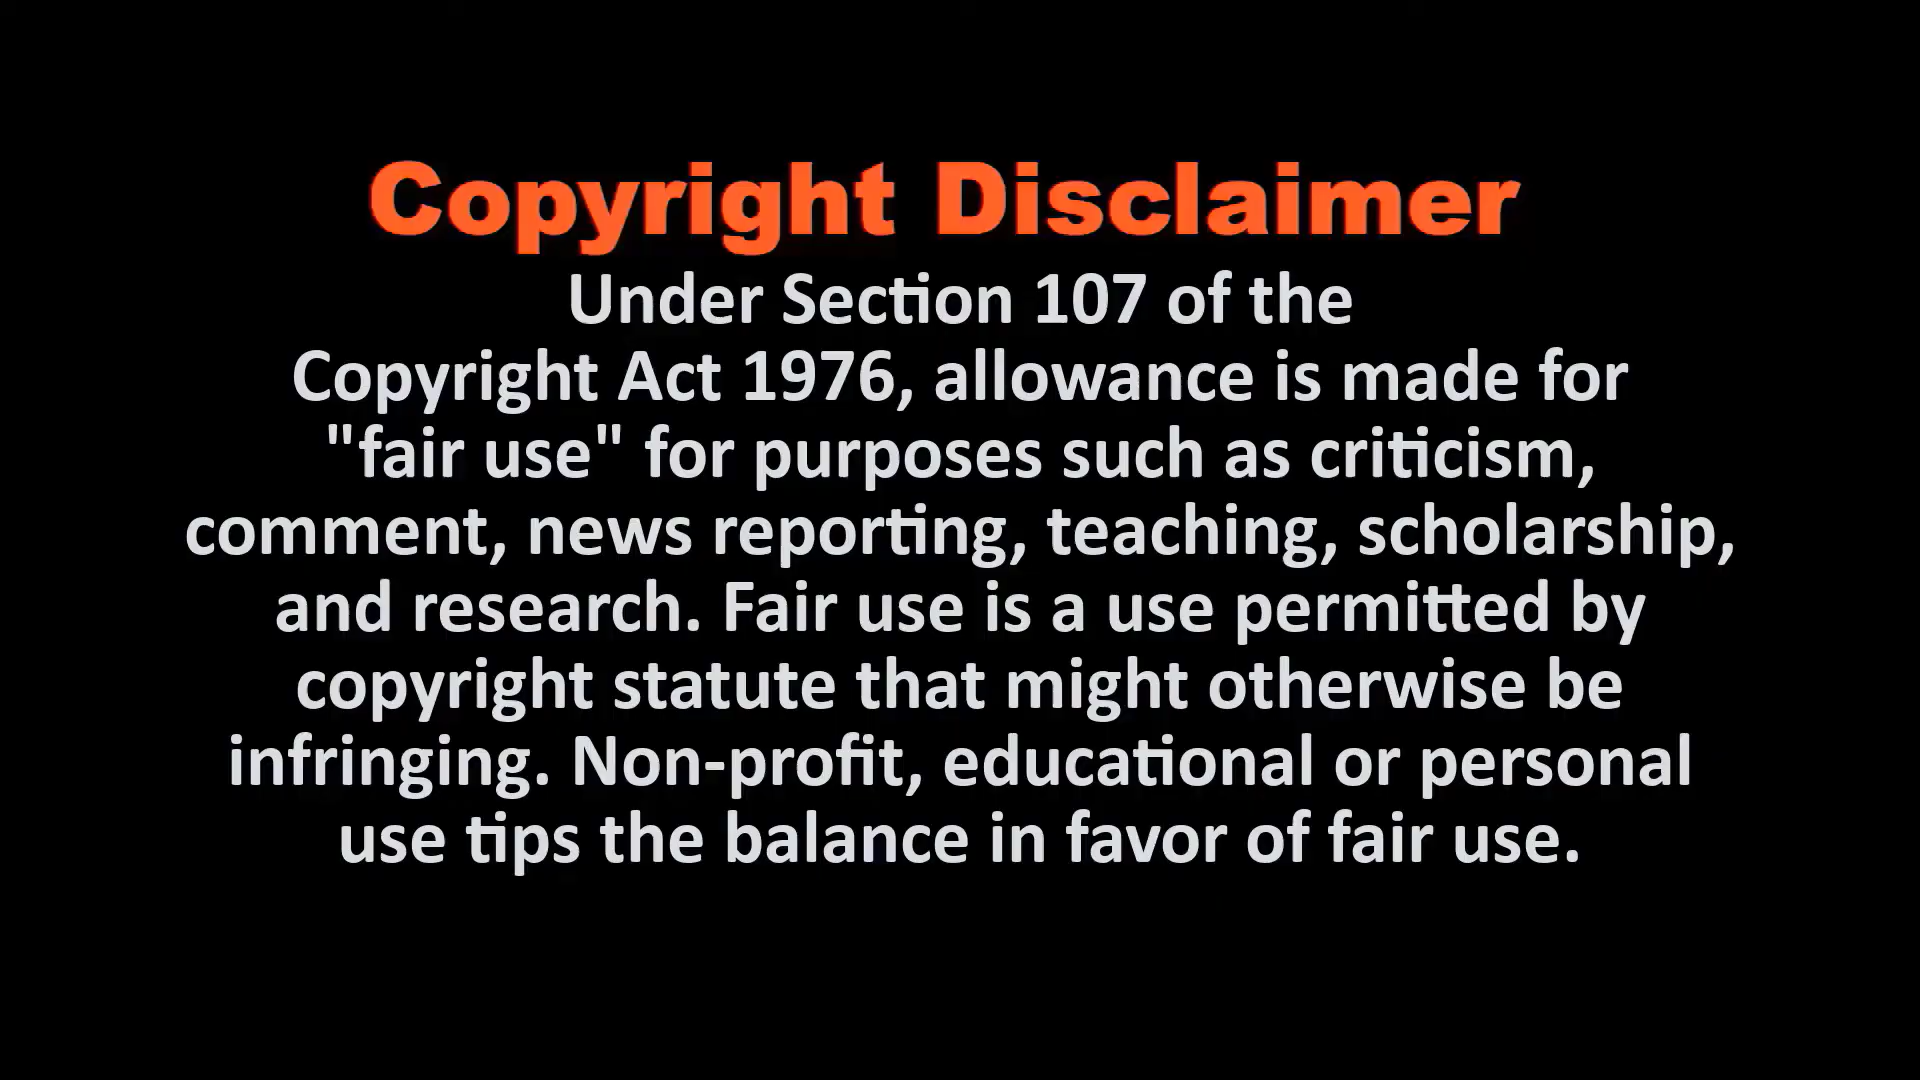 Copyright Disclaimer
Under Section 107 of the
Copyright Act 1976, allowance is made for
"fair use" for purposes such as criticism,
comment, news reporting, teaching, scholarship,
and research. Fair use is a use permitted by
copyright statute that might otherwise be
infringing. Non-profit, educational or personal
use tips the balance in favor of fair use.